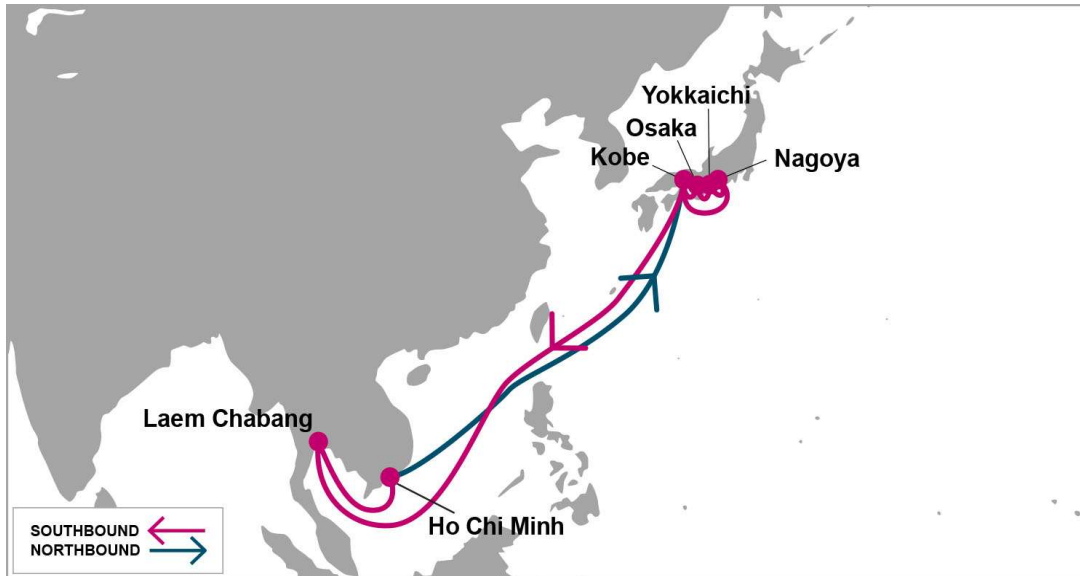 Yokkaichi
Osaka
Kobe
Nagoya
Laem Chabang
Ho Chi Minh
SOUTHBOUND
NORTHBOUND